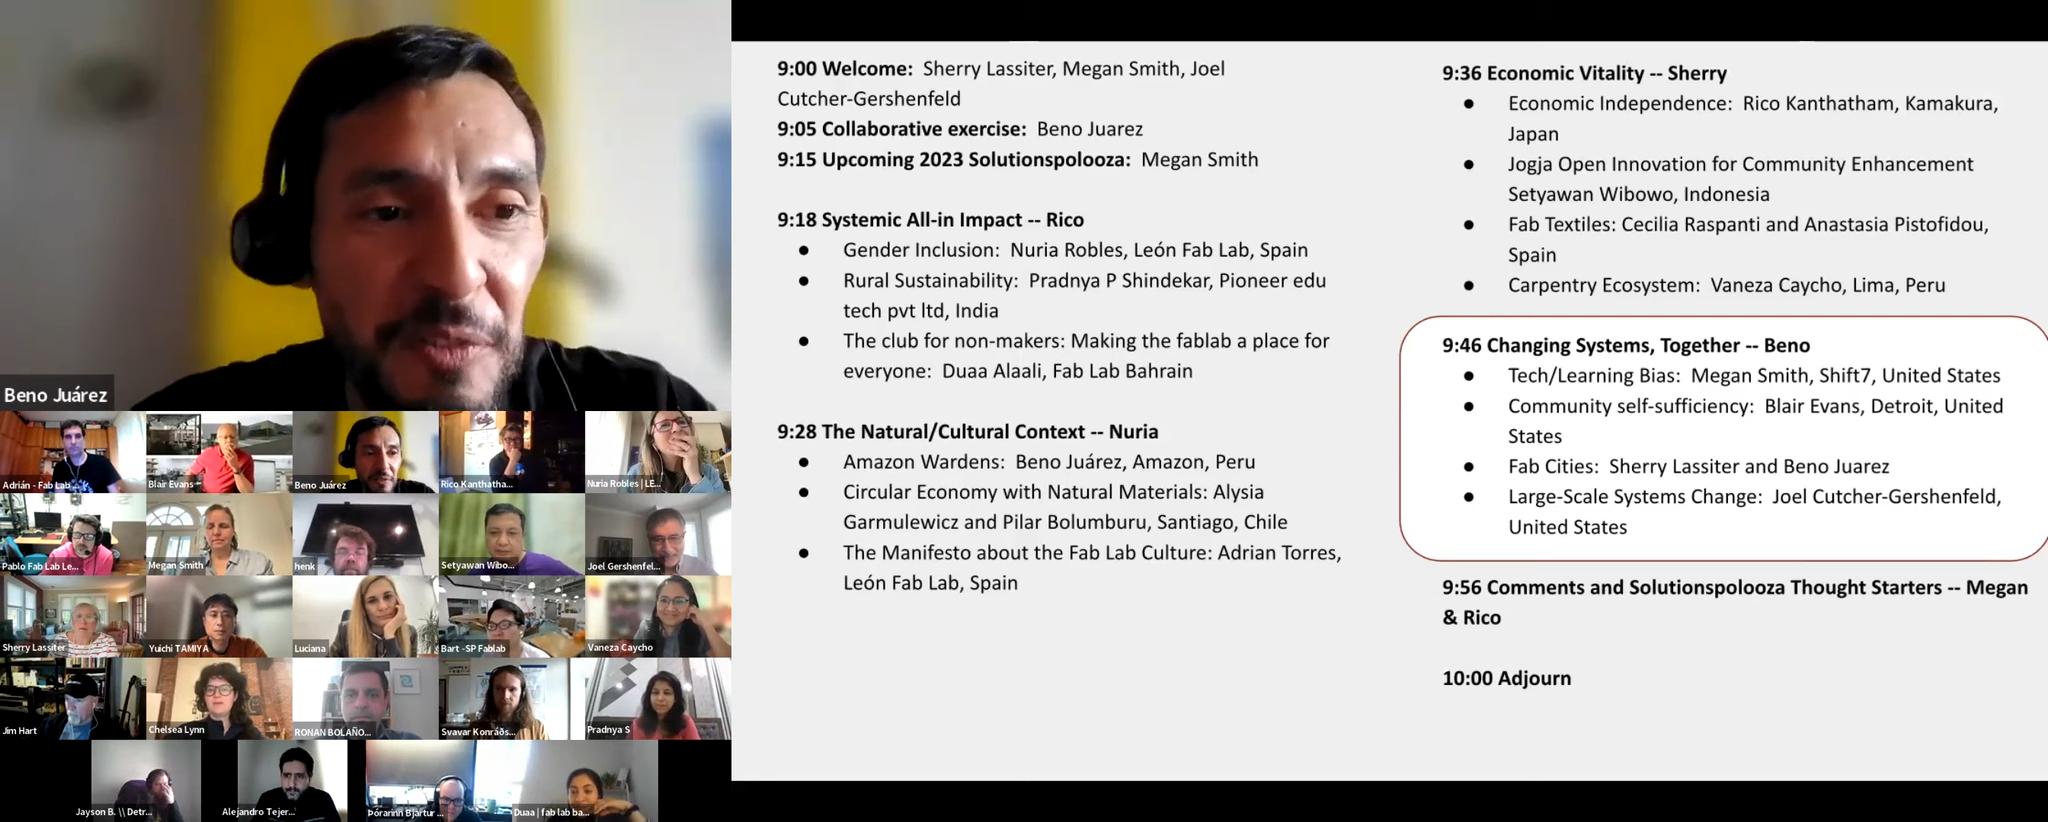 Beno Juárez
Adrián - Fab Lab ...
Blair Evans
Beno Juárez
Rico Kanthatha...
Nuria Robles | LE...
Pablo Fab Lab Le...
Megan Smith
henk
Setyawan Wibo...
Joel Gershenfel...
Sherry Lassiter
Yuichi TAMIYA
Luciana
Bart -SP Fablab
Vaneza Caycho
Jim Hart
Chelsea Lynn
RONAN BOLAÑO...
Svavar Konráðs...
Pradnya S
Jayson B. \\ Detr...
Alejandro Tejer...
Þórarinn Bjartur ...
Duaa | fab lab ba...
9:00 Welcome: Sherry Lassiter, Megan Smith, Joel
Cutcher-Gershenfeld
9:05 Collaborative exercise: Beno Juarez
9:15 Upcoming 2023 Solutionspolooza: Megan Smith
9:18 Systemic All-in Impact -- Rico
● Gender Inclusion: Nuria Robles, León Fab Lab, Spain
● Rural Sustainability: Pradnya P Shindekar, Pioneer edu
tech pvt ltd, India
● The club for non-makers: Making the fablab a place for
everyone: Duaa Alaali, Fab Lab Bahrain
9:28 The Natural/Cultural Context -- Nuria
● Amazon Wardens: Beno Juárez, Amazon, Peru
● Circular Economy with Natural Materials: Alysia
Garmulewicz and Pilar Bolumburu, Santiago, Chile
● The Manifesto about the Fab Lab Culture: Adrian Torres,
León Fab Lab, Spain
9:36 Economic Vitality -- Sherry
● Economic Independence: Rico Kanthatham, Kamakura,
Japan
● Jogja Open Innovation for Community Enhancement
Setyawan Wibowo, Indonesia
● Fab Textiles: Cecilia Raspanti and Anastasia Pistofidou,
Spain
● Carpentry Ecosystem: Vaneza Caycho, Lima, Peru
9:46 Changing Systems, Together -- Beno
● Tech/Learning Bias: Megan Smith, Shift7, United States
● Community self-sufficiency: Blair Evans, Detroit, United
States
● Fab Cities: Sherry Lassiter and Beno Juarez
● Large-Scale Systems Change: Joel Cutcher-Gershenfeld,
United States
9:56 Comments and Solutionspolooza Thought Starters -- Megan
& Rico
10:00 Adjourn